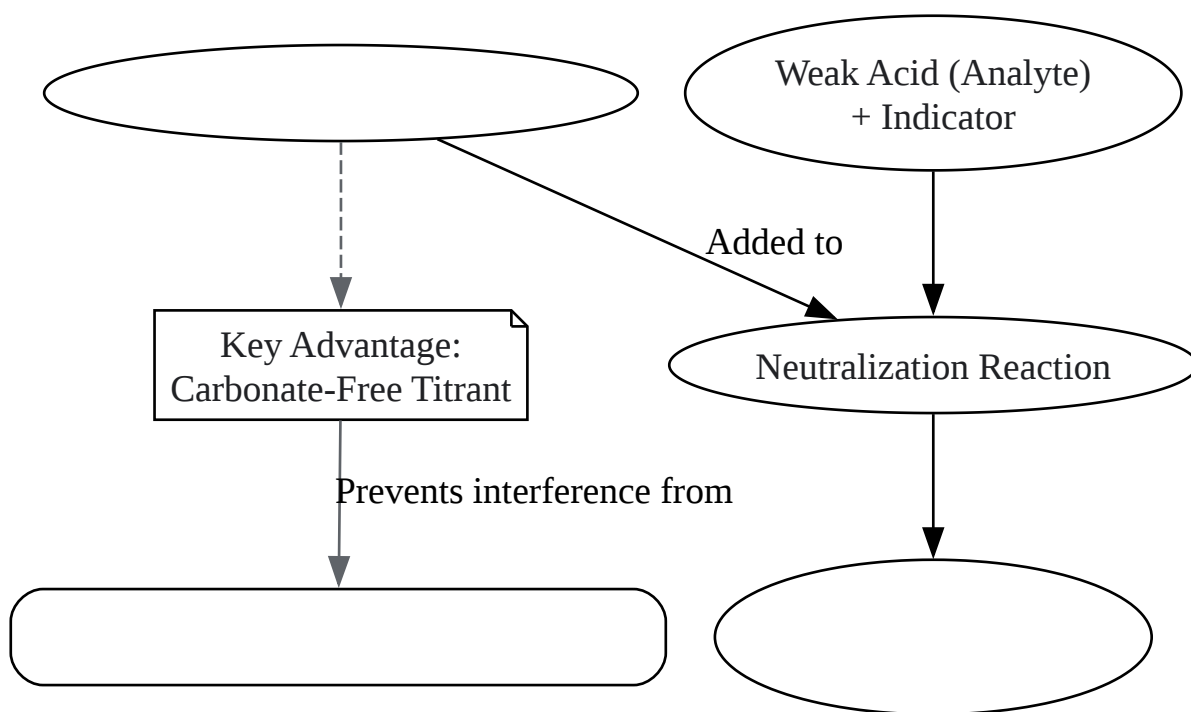 Weak Acid (Analyte)
+ Indicator
Added to
Key Advantage:
Carbonate-Free Titrant
Neutralization Reaction
Prevents interference from